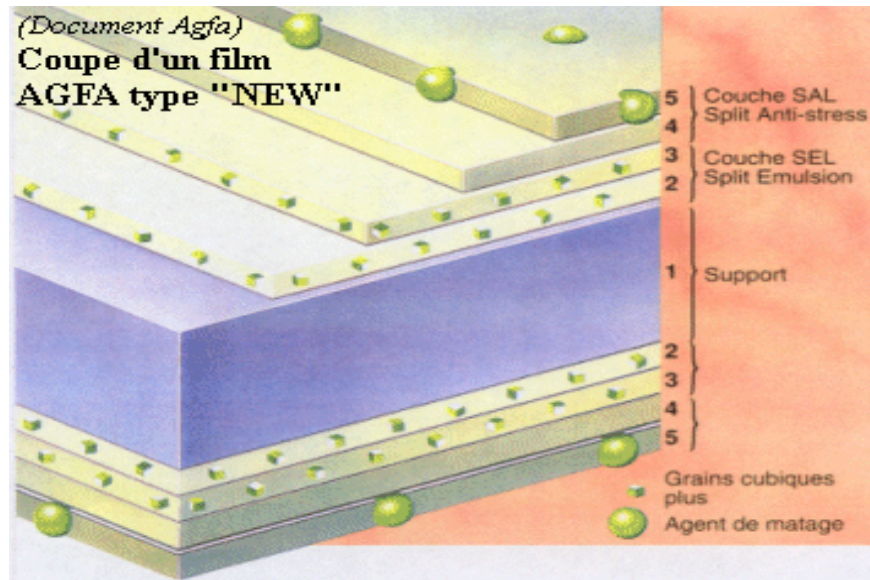 (Document Agfa)
Coupe d'un film
AGFA type "NEW"
5 Couche SAL
4 Split Anti-stress
3 Couche SEL
2 Split Emulsion
1 Support
2
3
4
5
Grains cubiques
plus
Agent de matage